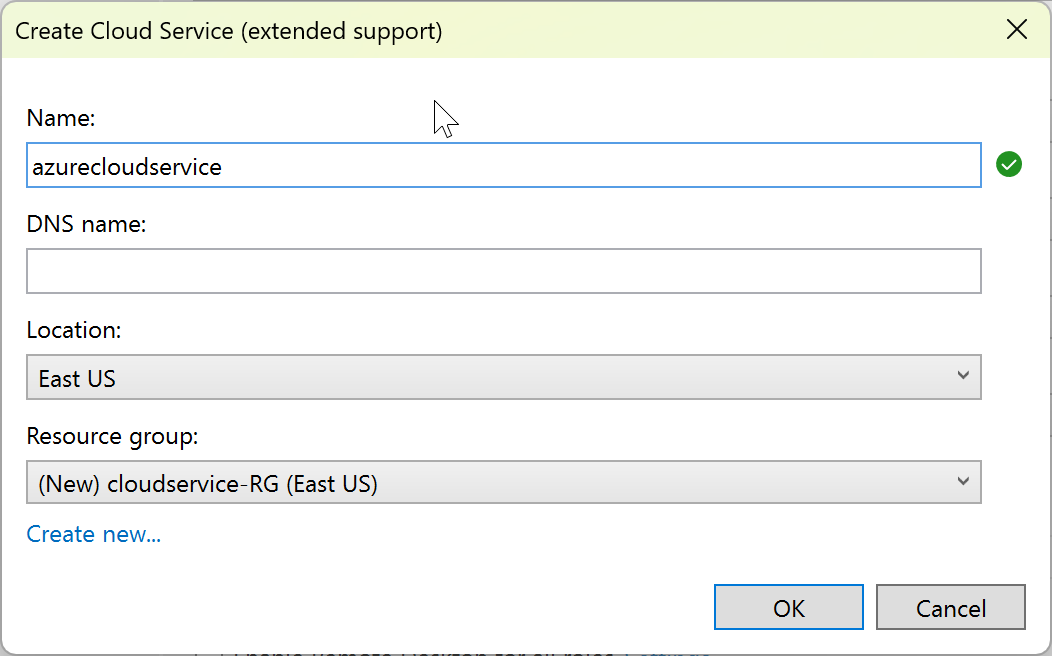 Create Cloud Service (extended support)
Name:
azurecloudservice
DNS name:
Location:
East US
Resource group:
(New) cloudservice-RG (East US)
Create new...
OK
Cancel